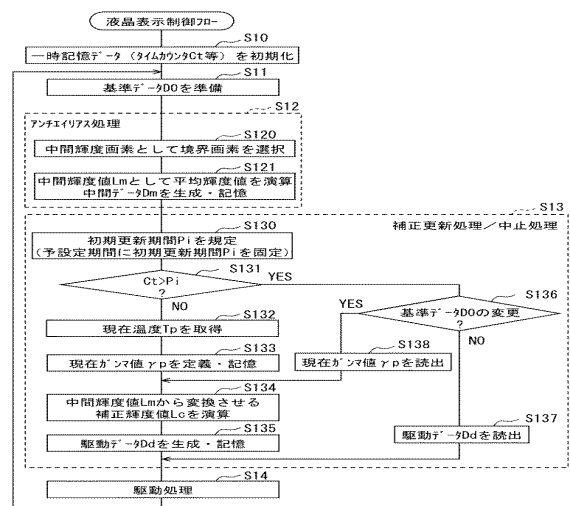 液晶表示制御フロー
S10
一時記憶データ（タイムカウンタCt等）を初期化
S11
基準データD0を準備
S12
アンチエイリアス処理
S120
中間輝度画素として境界画素を選択
S121
中間輝度値Lmとして平均輝度値を演算
中間データDmを生成・記憶
S13
補正更新処理／中止処理
S130
初期更新期間Piを規定
(予設定期間に初期更新期間Piを固定)
S131
Ct>Pi
?
YES
NO
S136
基準データD0の変更
?
YES
NO
S132
現在温度Tpを取得
S133
現在ガンマ値γpを定義・記憶
S138
現在ガンマ値γpを読出
S134
中間輝度値Lmから変換させる
補正輝度値Lcを演算
S135
駆動データDdを生成・記憶
S137
駆動データDdを読出
S14
駆動処理